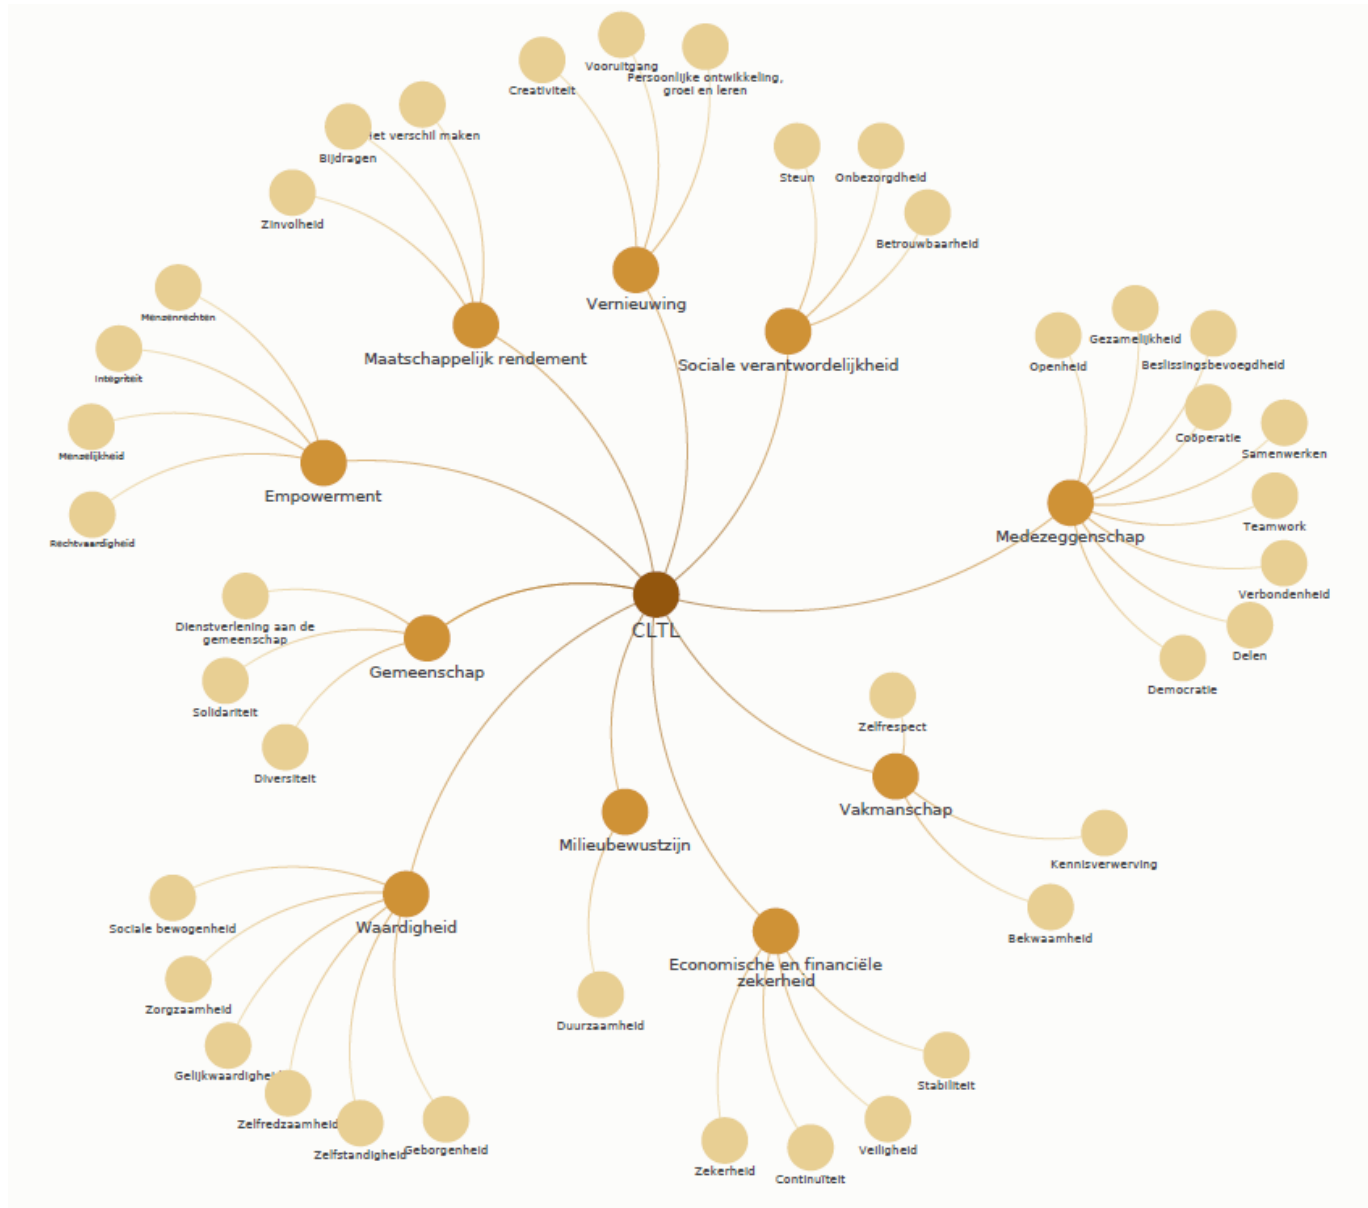 Vooruitgang
Creativiteit
Persoonlijke ontwikkeling,
groei en leren
Het verschil maken
Bijdragen
Zinvolheid
Steun
Onbezorgdheid
Betrouwbaarheid
Vernieuwing
Maatschappelijk rendement
Sociale verantwoordelijkheid
Mensenrechten
Integriteit
Menselijkheid
Rechtvaardigheid
Empowerment
Openheid
Gezamelijkheid
Beslissingsbevoegdheid
Coöperatie
Samenwerken
Teamwork
Medezeggenschap
Verbondenheid
Delen
Democratie
CLTL
Dienstverlening aan de
gemeenschap
Gemeenschap
Solidariteit
Diversiteit
Zelfrespect
Vakmanschap
Kennisverwerving
Bekwaamheid
Milieubewustzijn
Duurzaamheid
Waardigheid
Sociale bewogenheid
Zorgzaamheid
Gelijkwaardigheid
Zelfredzaamheid
Zelfstandigheid
Geborgenheid
Economische en financiële
zekerheid
Stabiliteit
Veiligheid
Zekerheid
Continuïteit